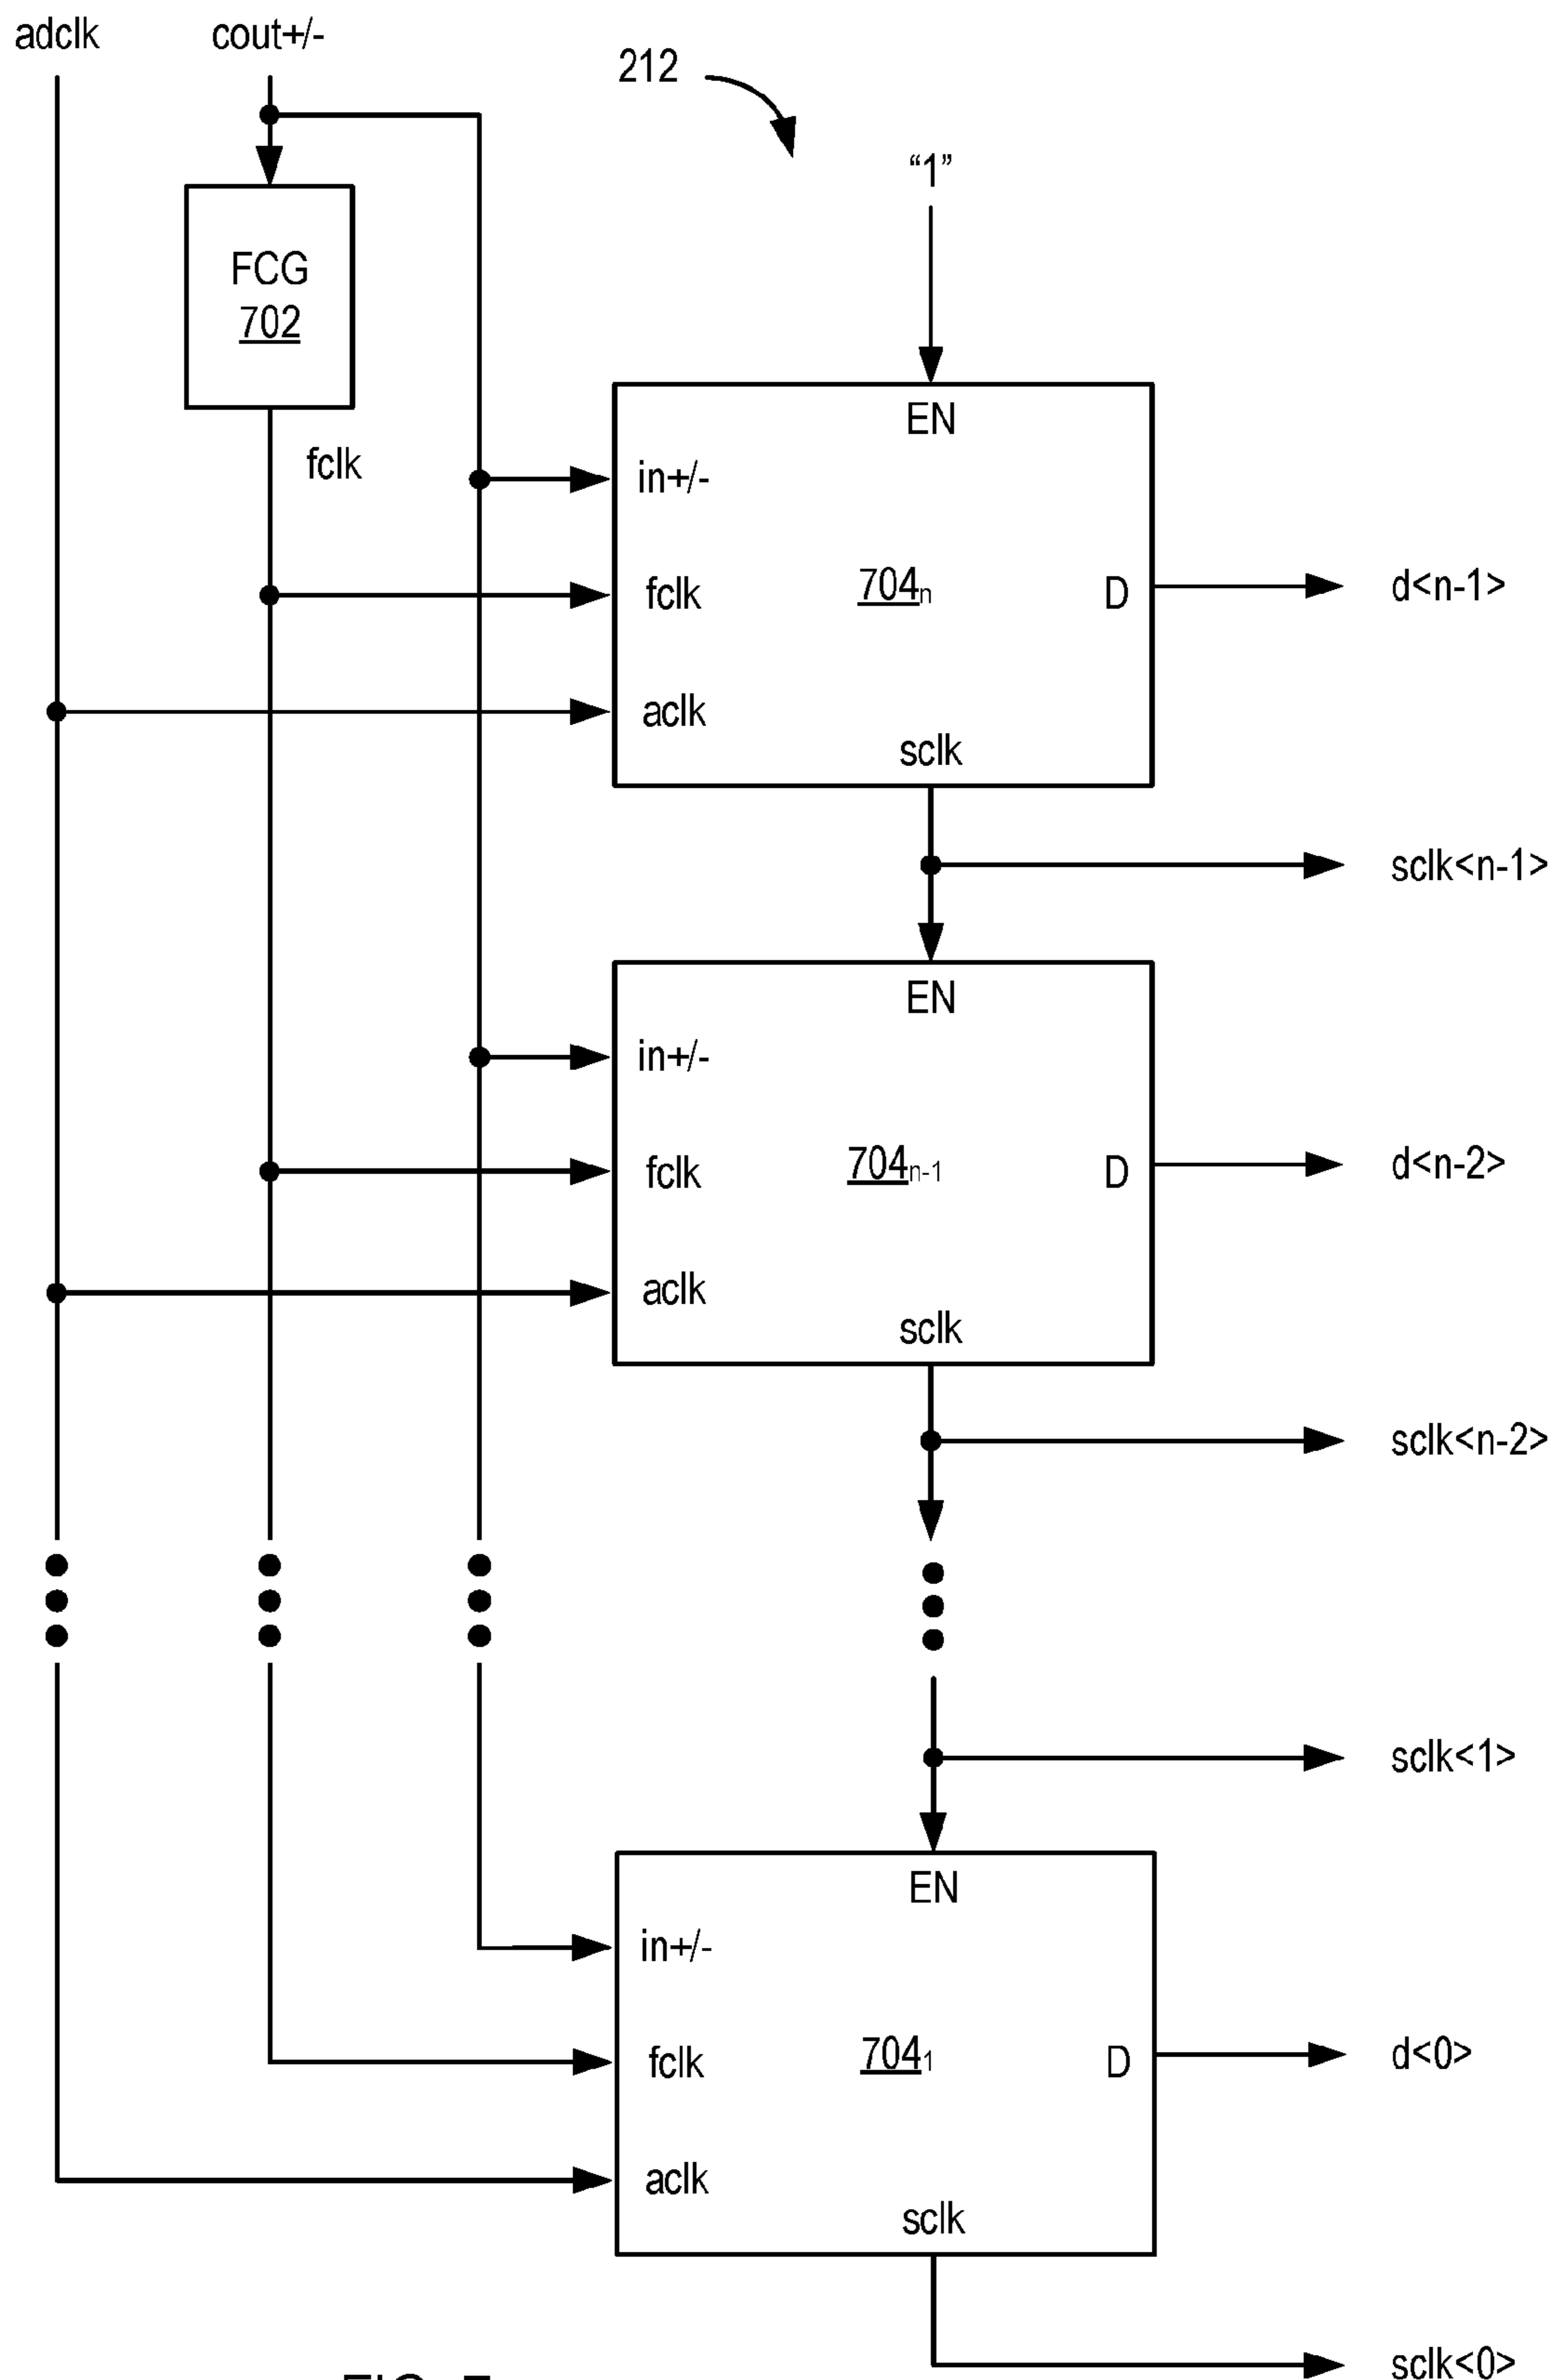 adclk
cout+/-
212
“1”
FCG
702
fclk
EN
in+/-
fclk
704n
D
d<n-1>
aclk
sclk
sclk<n-1>
EN
in+/-
fclk
704n-1
D
d<n-2>
aclk
sclk
sclk<n-2>
sclk<1>
EN
in+/-
fclk
7041
D
d<0>
aclk
sclk
sclk<0>